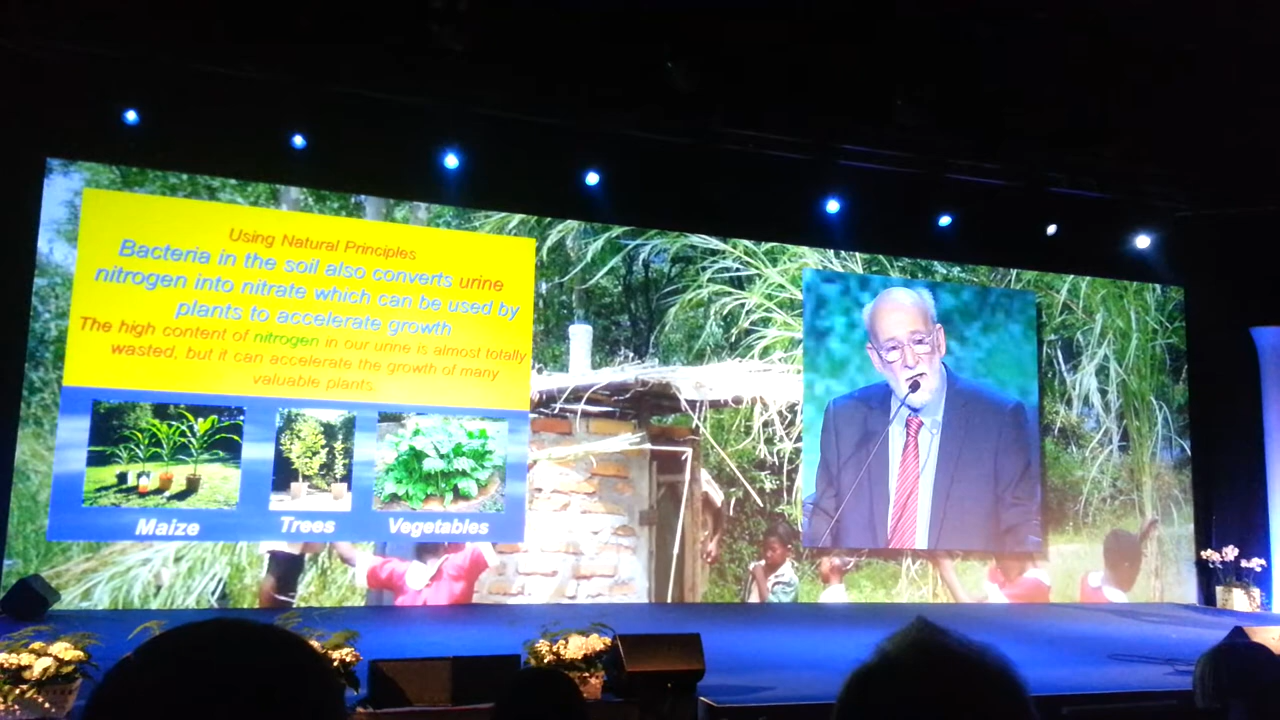 Using Natural Principles
Bacteria in the soil also converts urine
nitrogen into nitrate which can be used by
plants to accelerate growth
The high content of nitrogen in our urine is almost totally
wasted, but it can accelerate the growth of many
valuable plants
Maize
Trees
Vegetables